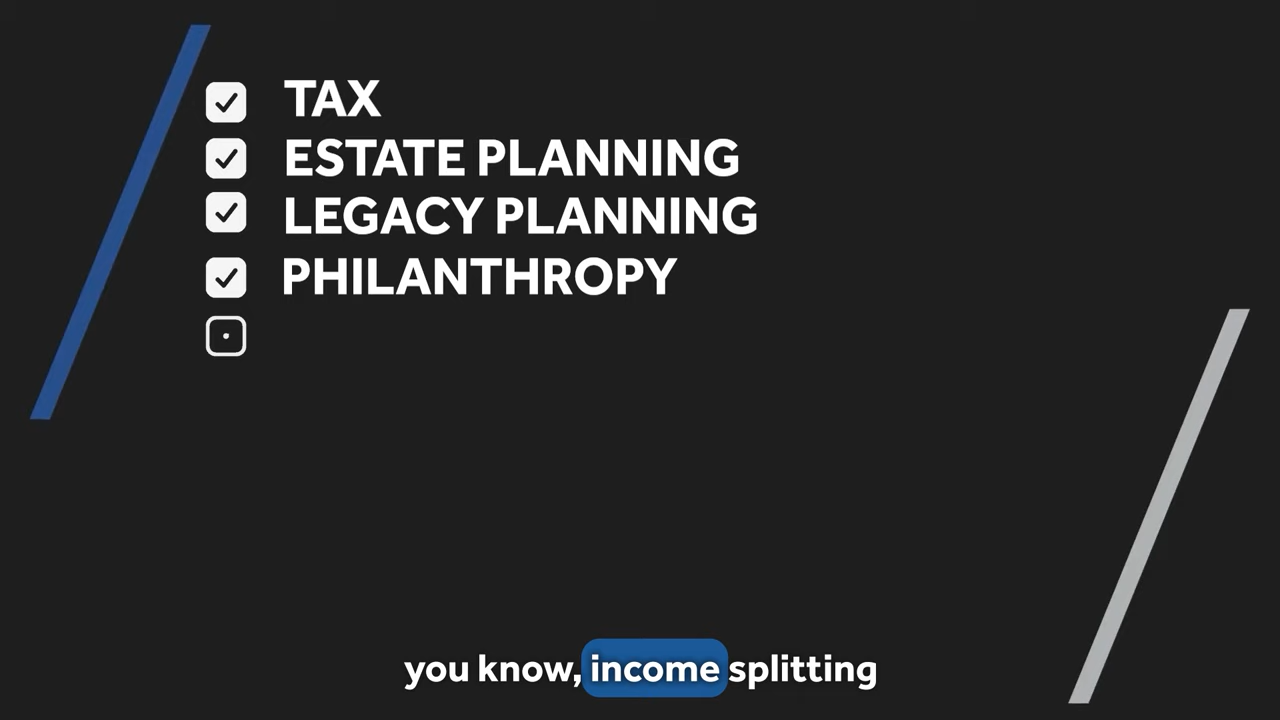 TAX
ESTATE PLANNING
LEGACY PLANNING
PHILANTHROPY
you know, income splitting